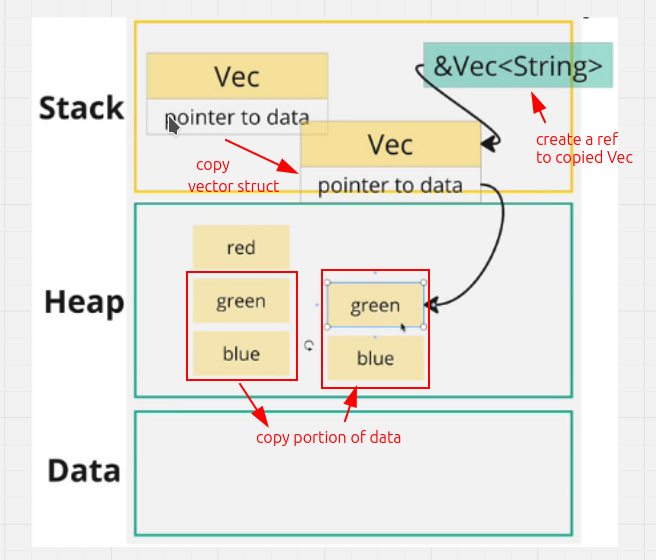 Stack
Vec
pointer to data
&Vec<String>
Vec
pointer to data
copy
vector struct
create a ref
to copied Vec
Heap
red
green
blue
green
blue
copy portion of data
Data